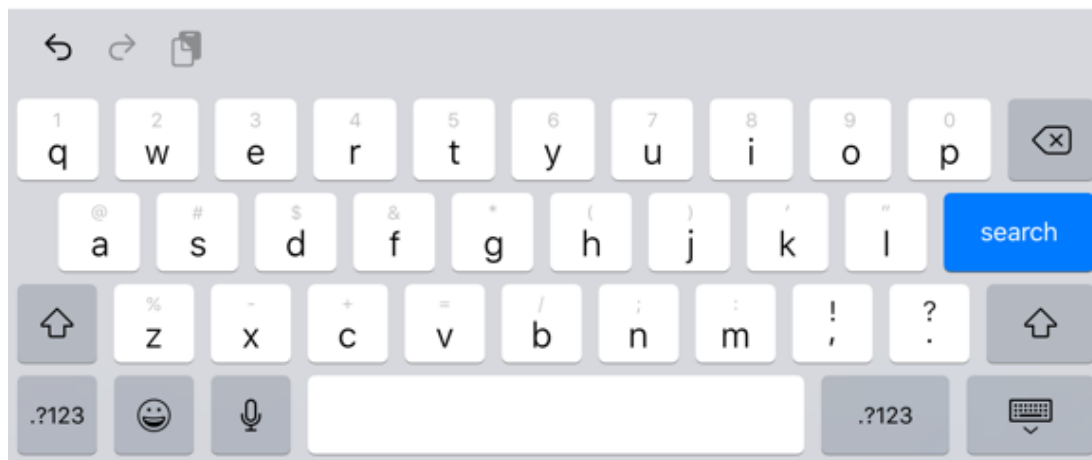 1 2 3 4 5 6 7 8 9 0
q w e r t y u i o p
@ # $ & * ( ) ' "
a s d f g h j k l search
% - + = / ; : ! ?
z x c v b n m , .
.?123 .?123